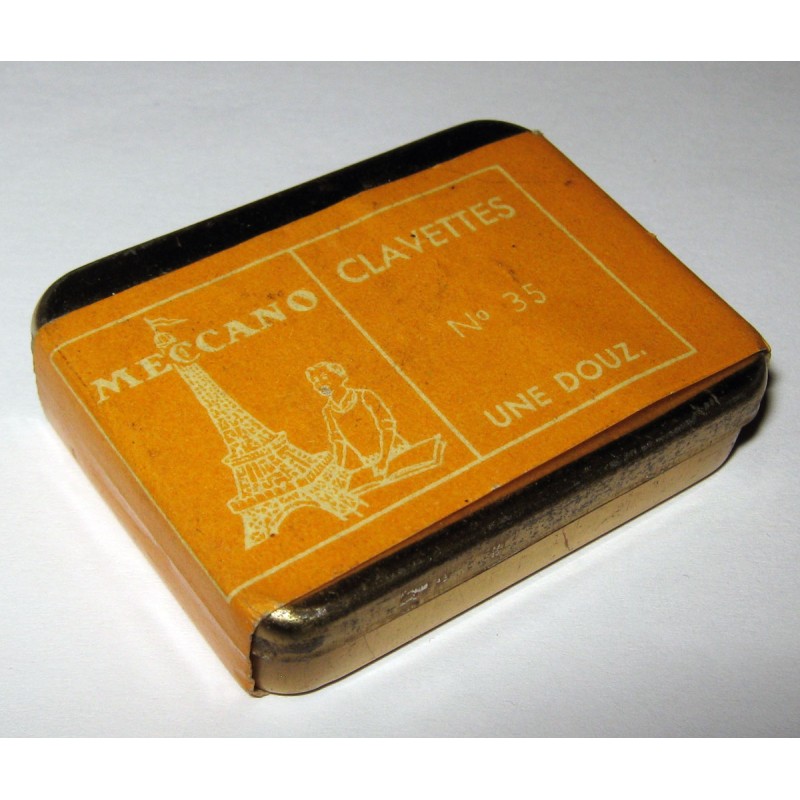 MECCANO
CLAVETTES
Nº 35
UNE DOUZ.